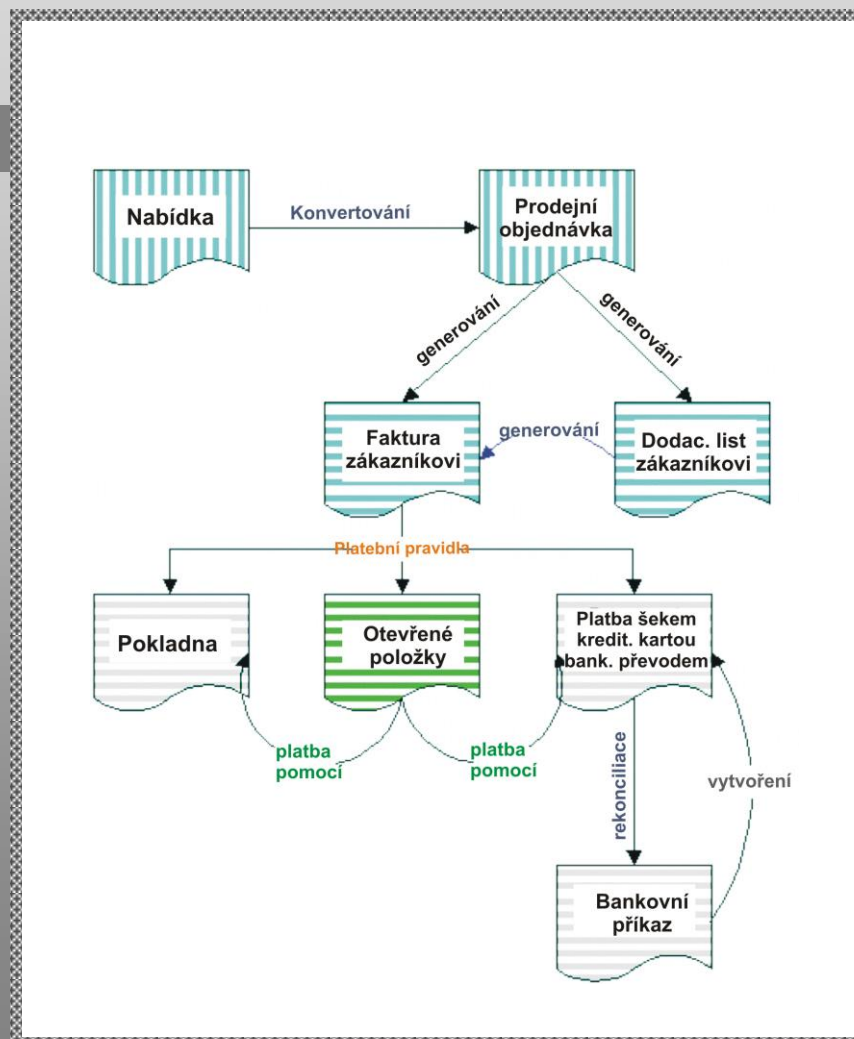 Nabídka
Konvertování
Prodejní
objednávka
generování
generování
Faktura
zákazníkovi
generování
Dodac. list
zákazníkovi
Platební pravidla
Pokladna
Otevřené
položky
Platba šekem
kredit. kartou
bank. převodem
platba
pomocí
platba
pomocí
rekonciliace
vytvoření
Bankovní
příkaz